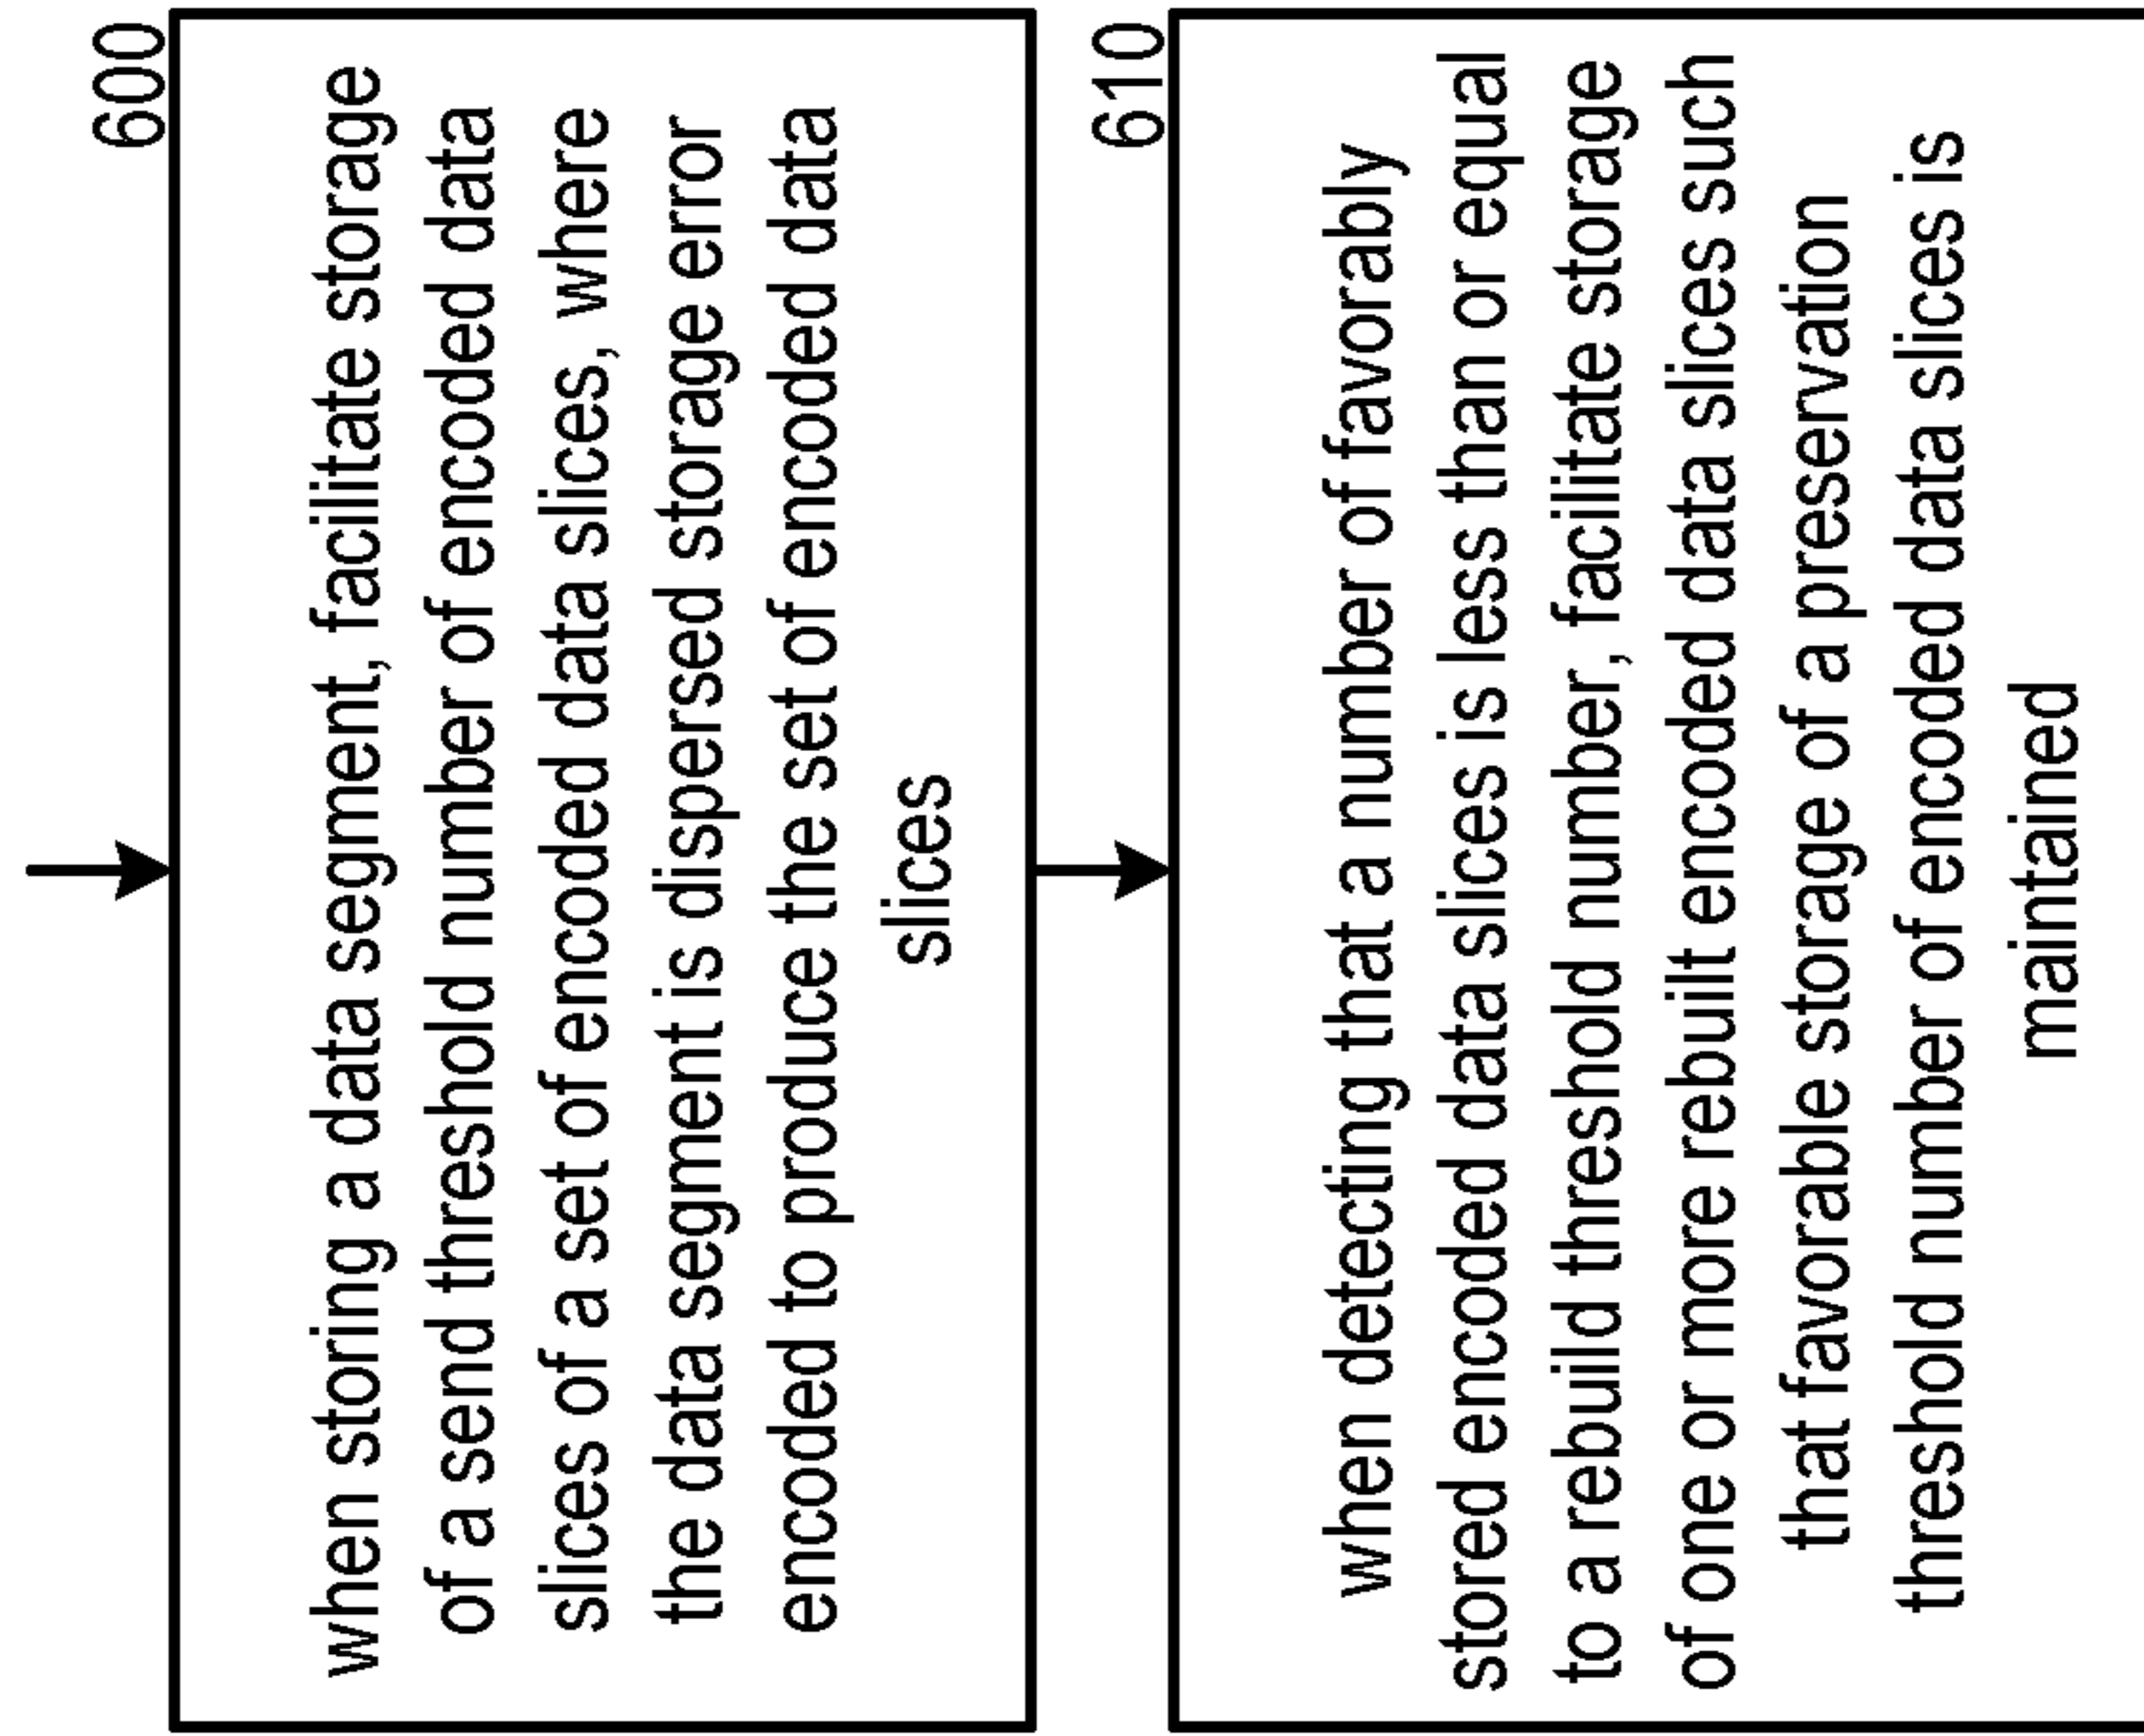 600
when storing a data segment, facilitate storage
of a send threshold number of encoded data
slices of a set of encoded data slices, where
the data segment is dispersed storage error
encoded to produce the set of encoded data
slices
610
when detecting that a number of favorably
stored encoded data slices is less than or equal
to a rebuild threshold number, facilitate storage
of one or more rebuilt encoded data slices such
that favorable storage of a preservation
threshold number of encoded data slices is
maintained